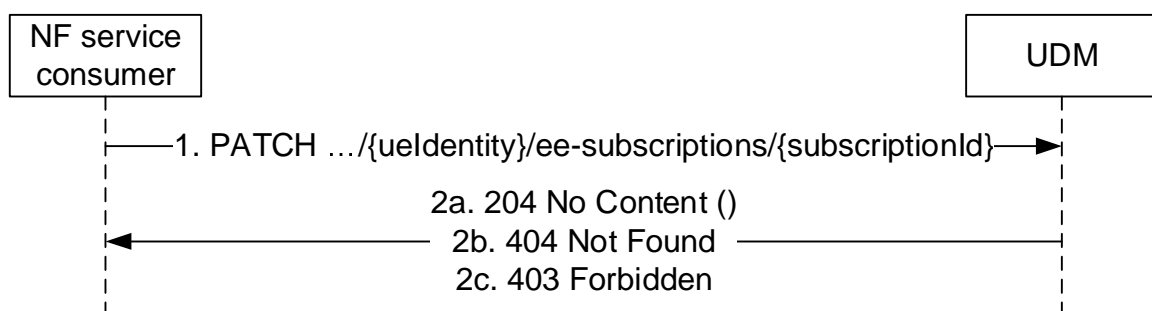 NF service
consumer
UDM
1. PATCH …/{ueIdentity}/ee-subscriptions/{subscriptionId}
2a. 204 No Content ()
2b. 404 Not Found
2c. 403 Forbidden